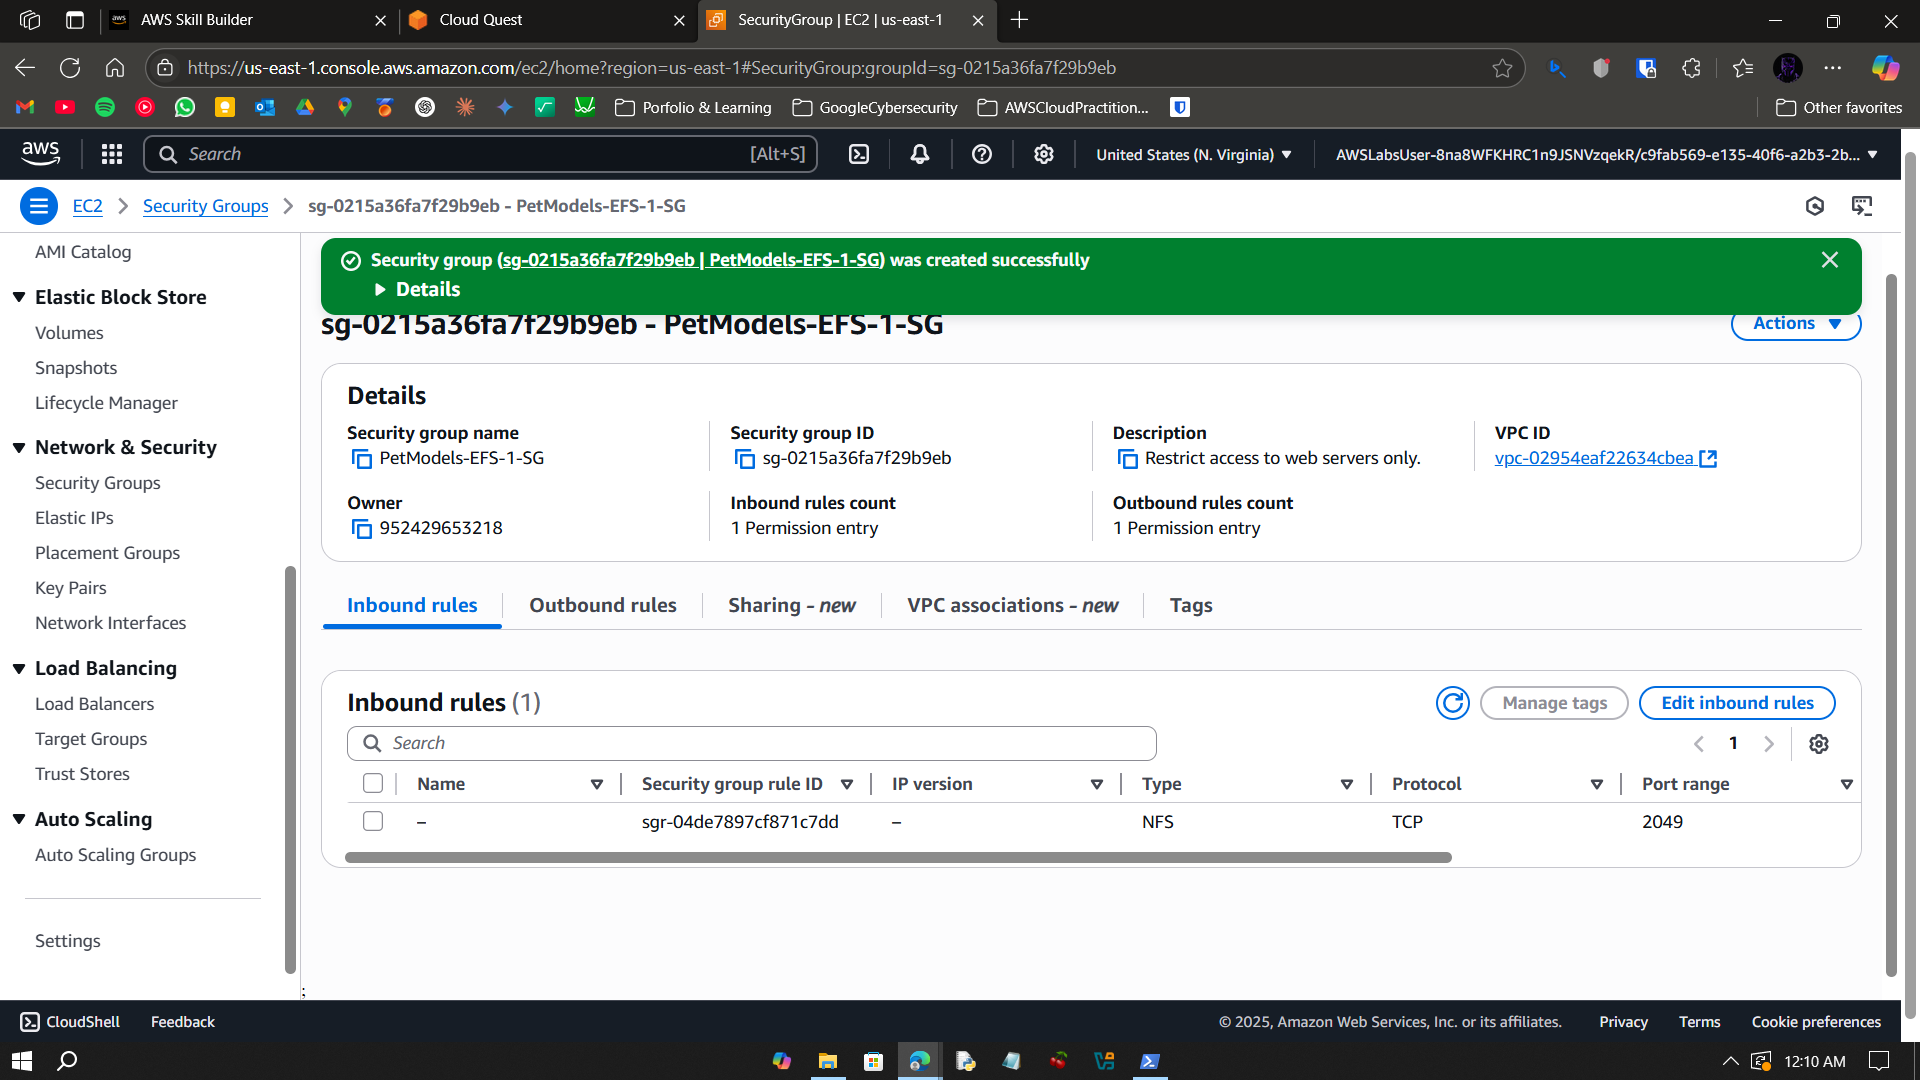 AWS Skill Builder
Cloud Quest
SecurityGroup | EC2 | us-east-1
https://us-east-1.console.aws.amazon.com/ec2/home?region=us-east-1#SecurityGroup:groupId=sg-0215a36fa7f29b9eb
Porfolio & Learning
GoogleCybersecurity
AWSCloudPractition...
Other favorites
aws
Search
[Alt+S]
United States (N. Virginia)
AWSLabsUser-8na8WFKHRC1n9JSNVzqekR/c9fab569-e135-40f6-a2b3-2b...
EC2
Security Groups
sg-0215a36fa7f29b9eb - PetModels-EFS-1-SG
AMI Catalog
Elastic Block Store
Volumes
Snapshots
Lifecycle Manager
Network & Security
Security Groups
Elastic IPs
Placement Groups
Key Pairs
Network Interfaces
Load Balancing
Load Balancers
Target Groups
Trust Stores
Auto Scaling
Auto Scaling Groups
Settings
Security group (sg-0215a36fa7f29b9eb | PetModels-EFS-1-SG) was created successfully
Details
sg-0215a36fa7f29b9eb - PetModels-EFS-1-SG
Actions
Details
Security group name
PetModels-EFS-1-SG
Security group ID
sg-0215a36fa7f29b9eb
Description
Restrict access to web servers only.
VPC ID
vpc-02954eaf22634cbea
Owner
952429653218
Inbound rules count
1 Permission entry
Outbound rules count
1 Permission entry
Inbound rules
Outbound rules
Sharing - new
VPC associations - new
Tags
Inbound rules (1)
Manage tags
Edit inbound rules
Search
1
Name
Security group rule ID
IP version
Type
Protocol
Port range
–
sgr-04de7897cf871c7dd
–
NFS
TCP
2049
;
CloudShell
Feedback
© 2025, Amazon Web Services, Inc. or its affiliates.
Privacy
Terms
Cookie preferences
12:10 AM